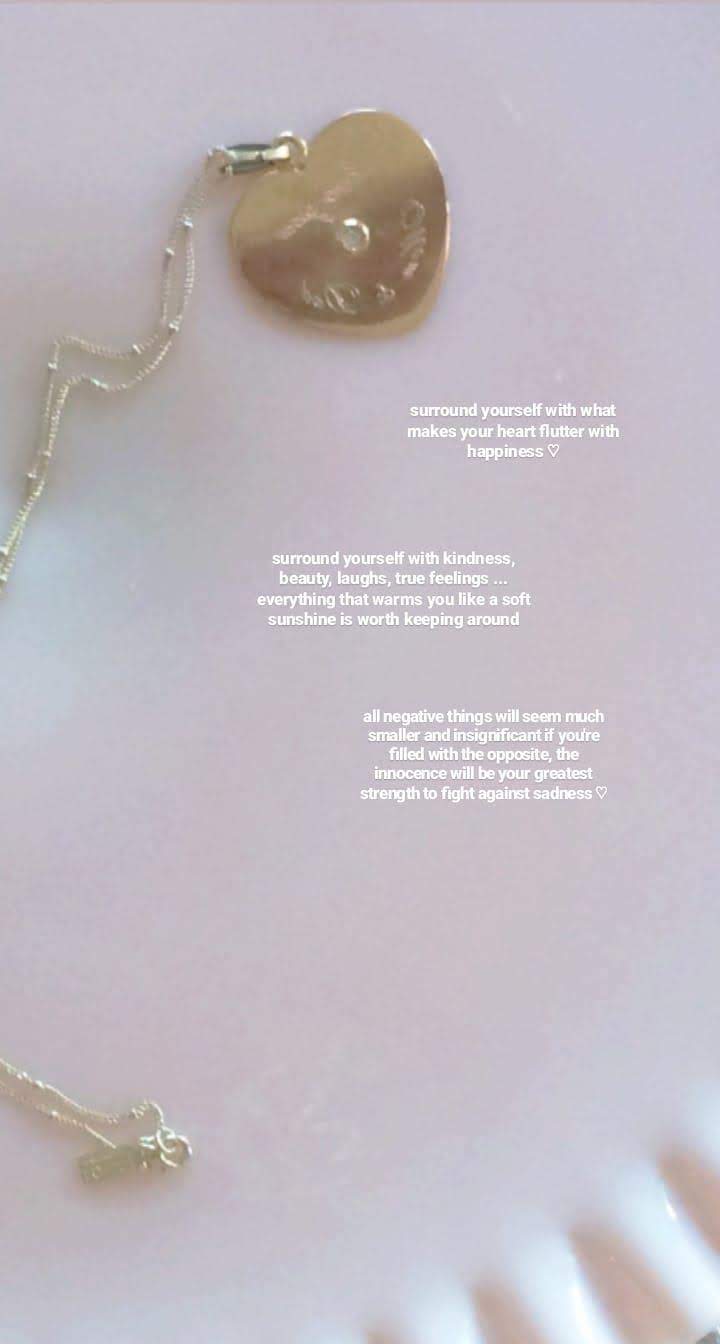 surround yourself with what
makes your heart flutter with
happiness ♡
surround yourself with kindness,
beauty, laughs, true feelings ...
everything that warms you like a soft
sunshine is worth keeping around
all negative things will seem much
smaller and insignificant if you're
filled with the opposite, the
innocence will be your greatest
strength to fight against sadness ♡